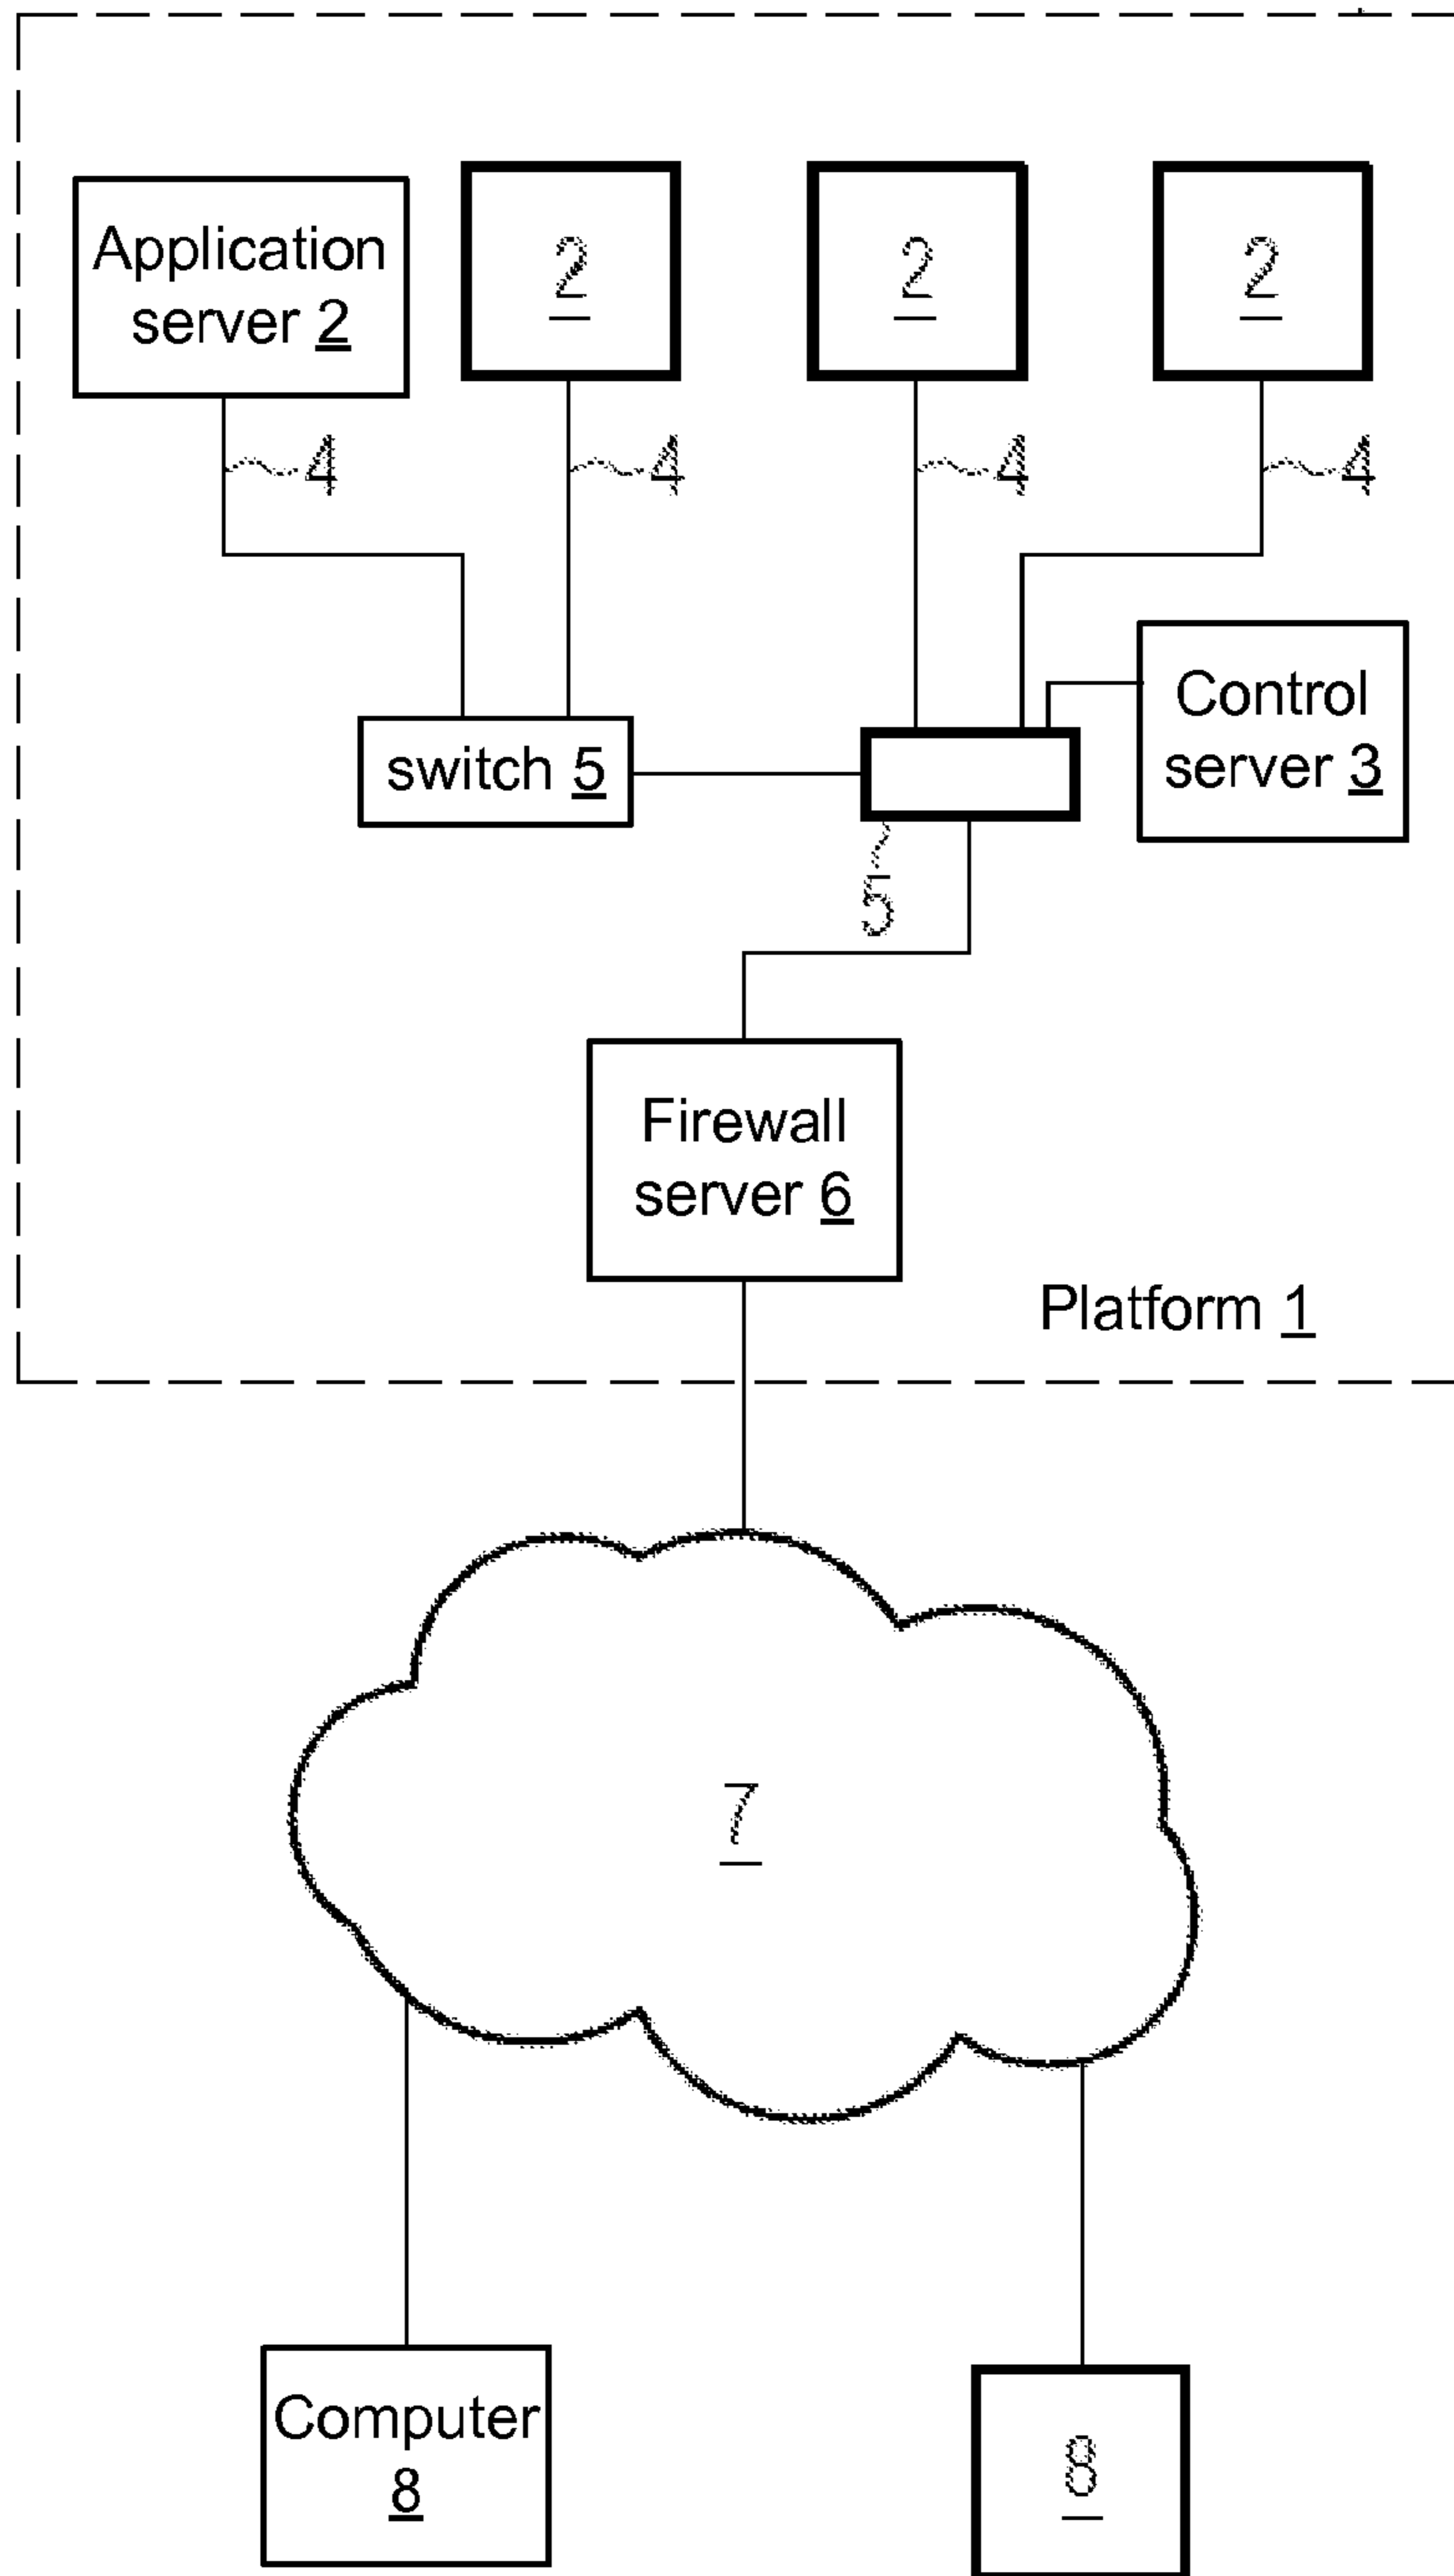 Application
server 2
2
2
2
4
4
4
4
Control
server 3
switch 5
5
Firewall
server 6
Platform 1
7
Computer
8
8